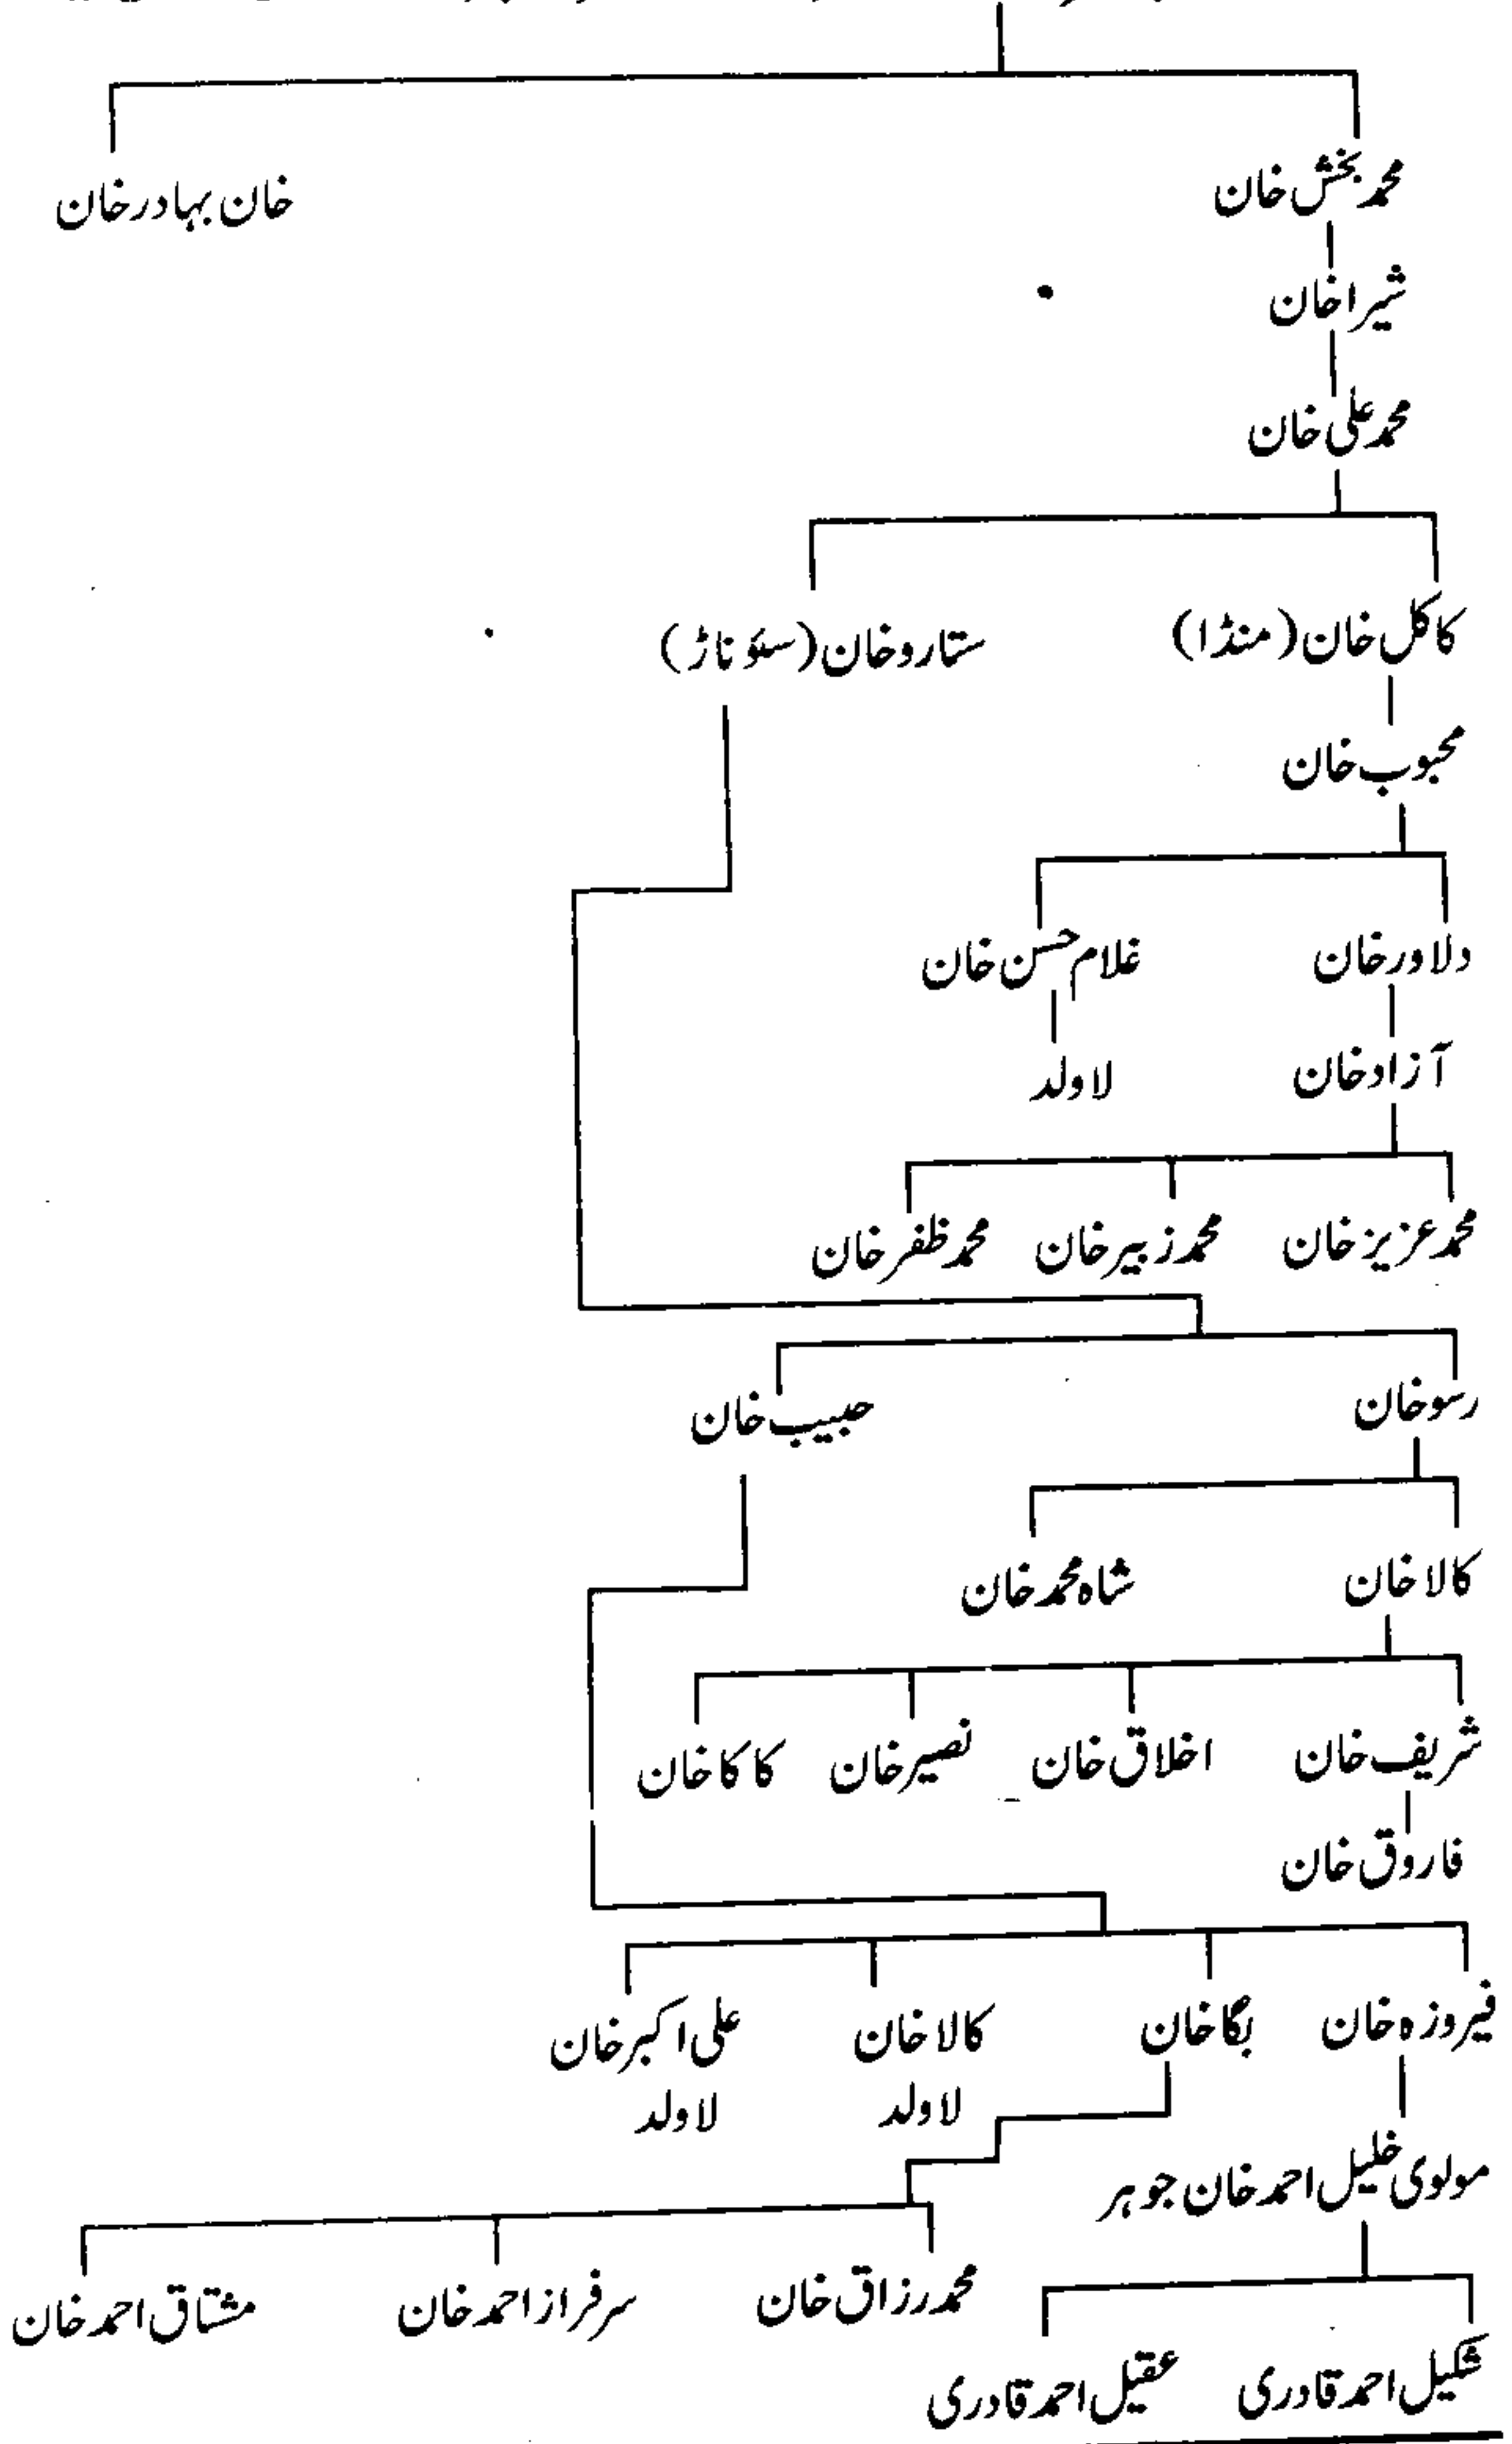 محمد بخش خان
خان بہادر خان
شیرا خان
محمد علی خان
کاکل خان (منڈا)
ستارو خان (سئو ناڑ)
محبوب خان
دلاور خان
غلام حسن خان
آزاد خان
لاولد
محمد عزیز خان
محمد زبیر خان
محمد ظفر خان
رسو خان
حبیب خان
کالا خان
شاہ محمد خان
شریف خان
اخلاق خان
نصیر خان
کاکا خان
فاروق خان
فیروزہ خان
بگا خان
کالا خان
علی اکبر خان
لاولد
لاولد
مولوی خلیل احمد خان جوہر
محمد رزاق خان
سرفراز احمد خان
مشتاق احمد خان
شکیل احمد قادری
عقیل احمد قادری